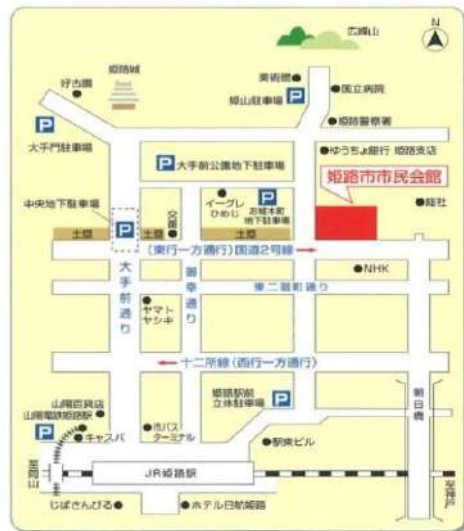 N
広峰山
姫路城
好古園
美術館
国立病院
姫山駐車場
P
姫路警察署
P
大手門駐車場
ゆうちょ銀行 姫路支店
P
大手前公園地下駐車場
姫路市市民会館
中央地下駐車場
イーグレ
ひめじ
P
お城本町
地下駐車場
総社
P
交番
土塁
土塁
土塁
(東行一方通行)国道2号線→
大手前通り
御幸通り
NHK
東二階町通り
ヤマト
ヤシキ
←十二所線(西行一方通行)
姫路駅前
立体駐車場
P
朝日橋
山陽百貨店
山陽電鉄姫路駅
P
キャスパ
市バス
ターミナル
駅東ビル
至岡山
JR姫路駅
至神戸
じばさんびる
ホテル日航姫路